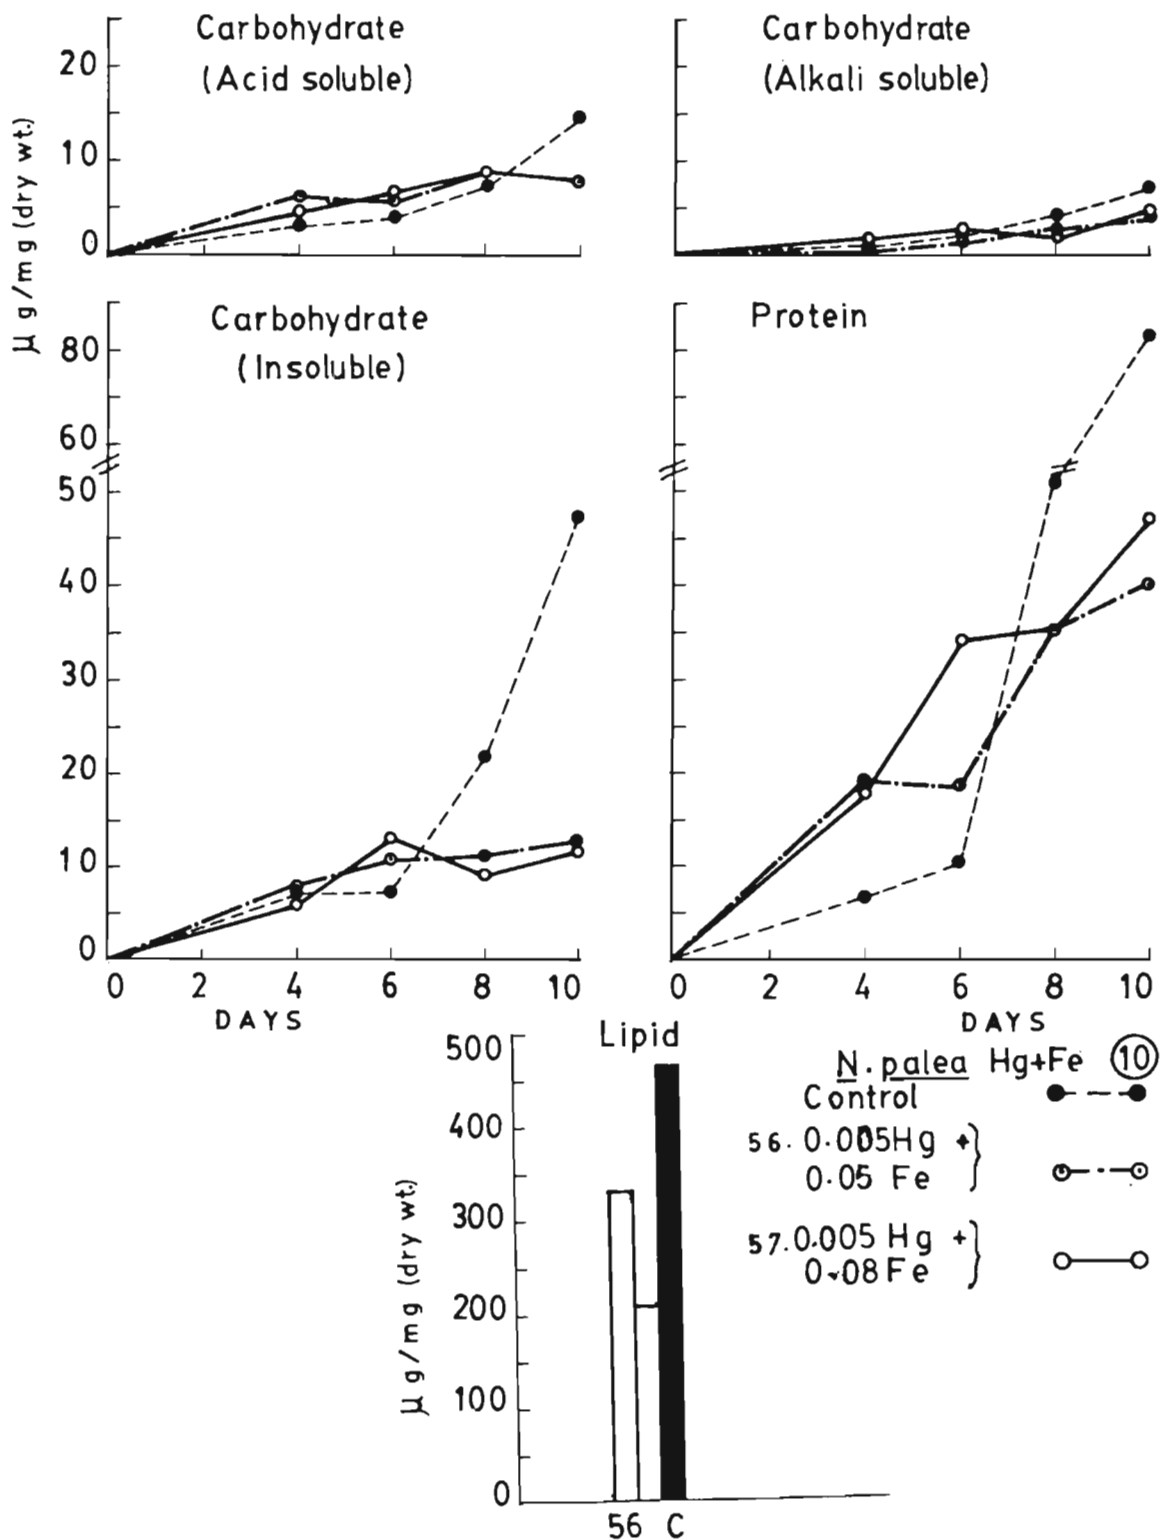 Carbohydrate
(Acid soluble)
20
10
0
Carbohydrate
(Alkali soluble)
μg/mg (dry wt.)
Carbohydrate
(Insoluble)
80
60
50
40
30
20
10
0
0 2 4 6 8 10
DAYS
Protein
0 2 4 6 8 10
DAYS
Lipid
500
400
300
200
100
0
μg/mg (dry wt.)
56 C
N. palea Hg+Fe 10
Control
56. 0.005Hg +
0.05 Fe
57. 0.005 Hg +
0.08 Fe